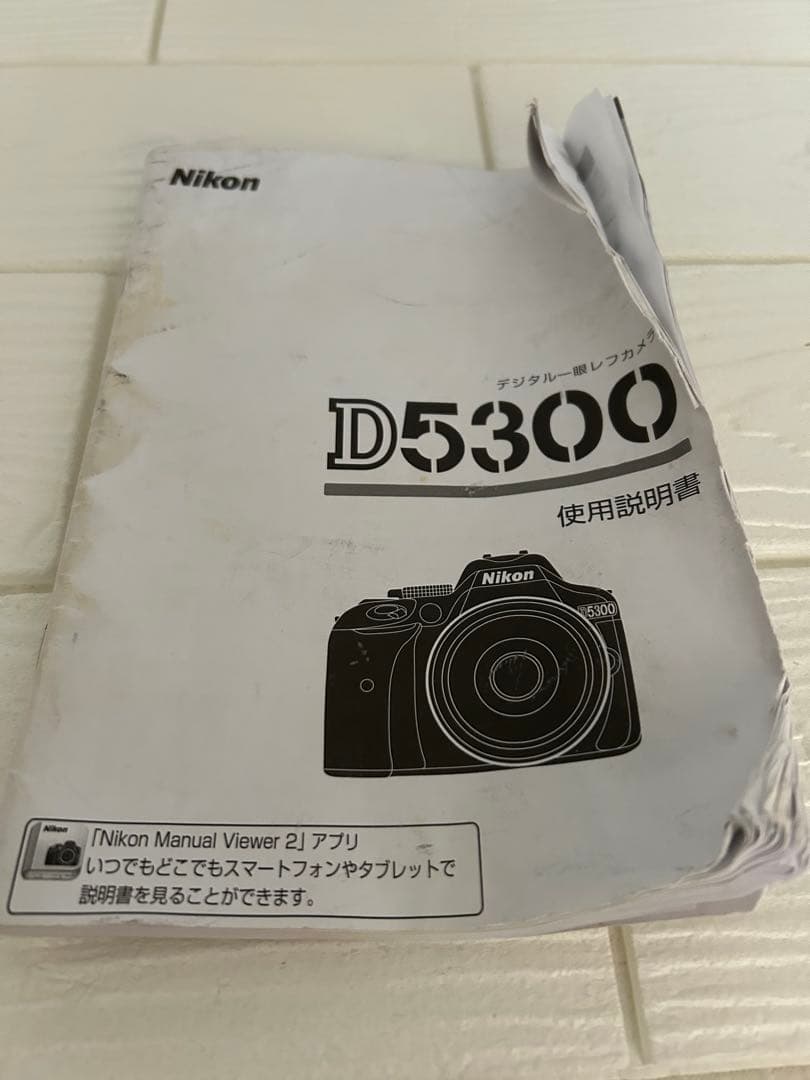 Nikon
デジタル一眼レフカメラ
D5300
使用説明書
Nikon
D5300
Nikon
「Nikon Manual Viewer 2」アプリ
いつでもどこでもスマートフォンやタブレットで
説明書を見ることができます。